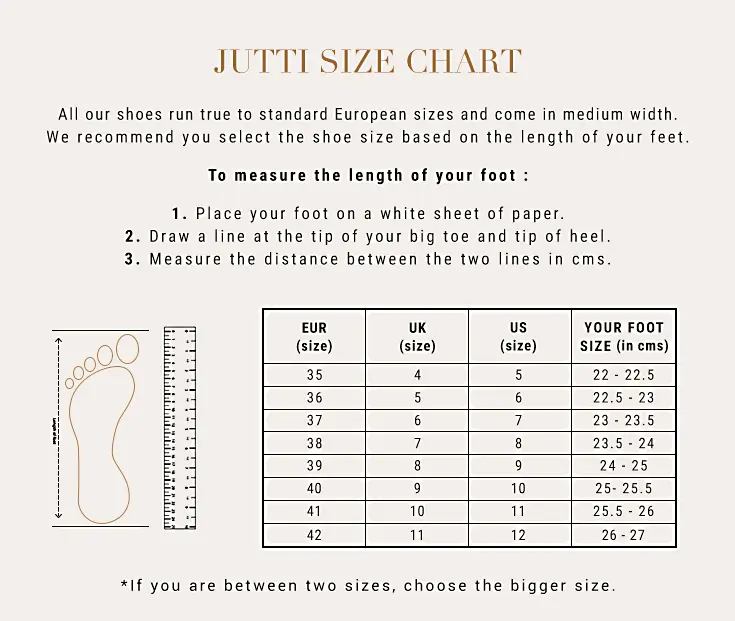 JUTTI SIZE CHART
All our shoes run true to standard European sizes and come in medium width.
We recommend you select the shoe size based on the length of your feet.
To measure the length of your foot :
1. Place your foot on a white sheet of paper.
2. Draw a line at the tip of your big toe and tip of heel.
3. Measure the distance between the two lines in cms.
EUR (size) UK (size) US (size) YOUR FOOT SIZE (in cms)
35 4 5 22 - 22.5
36 5 6 22.5 - 23
37 6 7 23 - 23.5
38 7 8 23.5 - 24
39 8 9 24 - 25
40 9 10 25- 25.5
41 10 11 25.5 - 26
42 11 12 26 - 27
*If you are between two sizes, choose the bigger size.